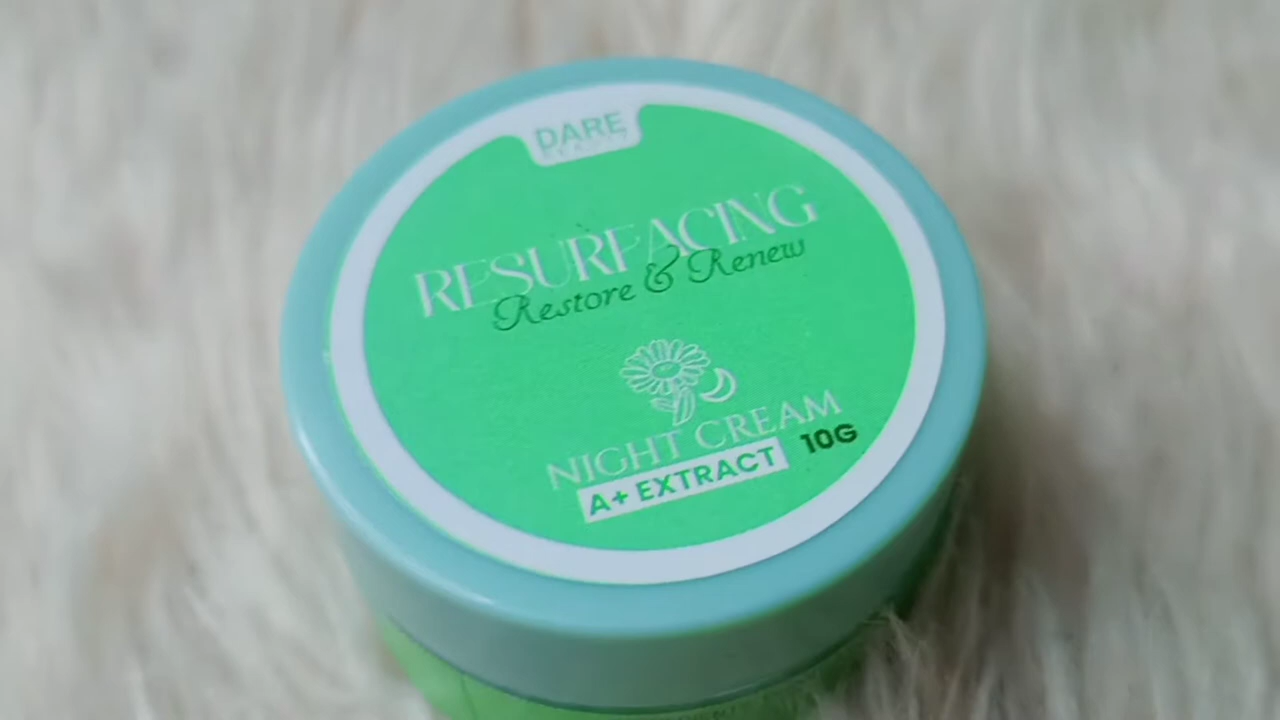 DARE
RESURFACING
Restore & Renew
NIGHT CREAM
A+ EXTRACT 10G